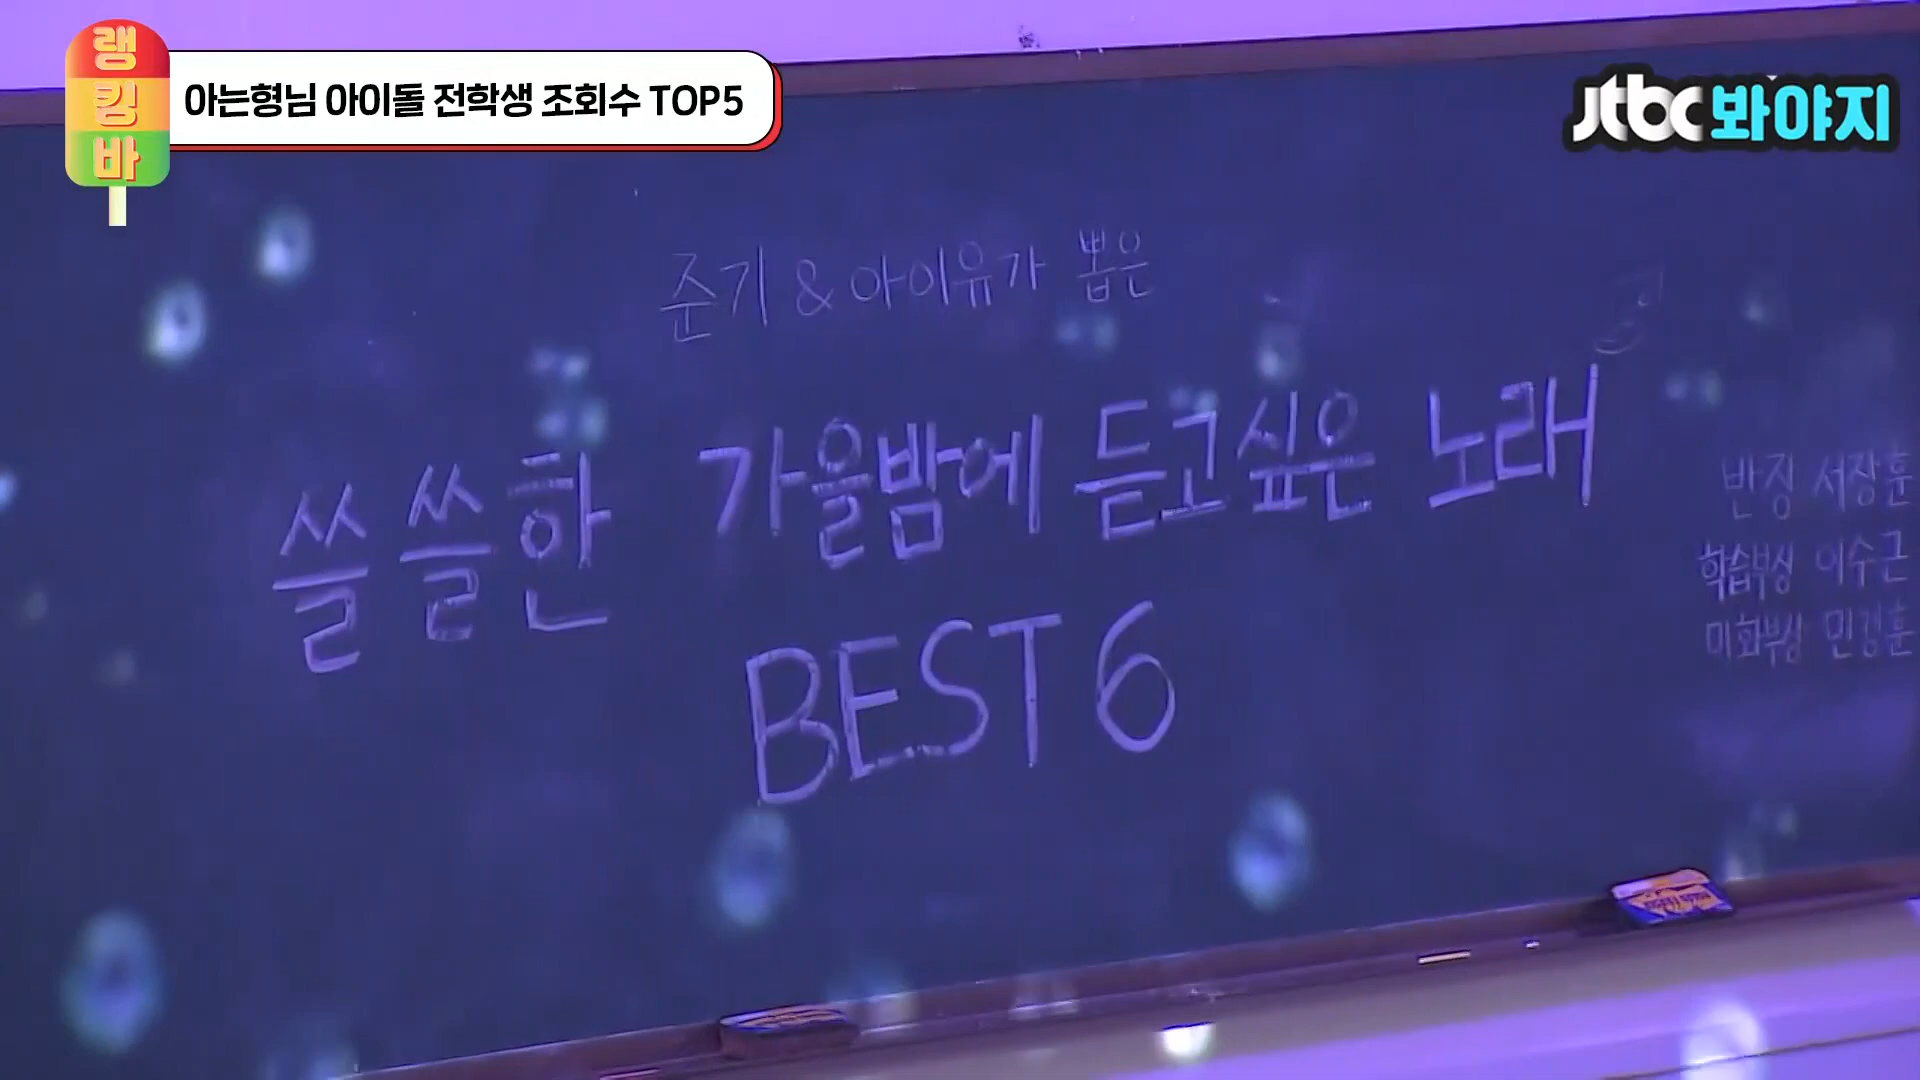 랭킹바
아는형님 아이돌 전학생 조회수 TOP5
jtbc 봐야지
준기 & 아이유가 뽑은
쓸쓸한 가을밤에 듣고싶은 노래
BEST 6
반장 서장훈
학습부장 이수근
미화부장 민경훈